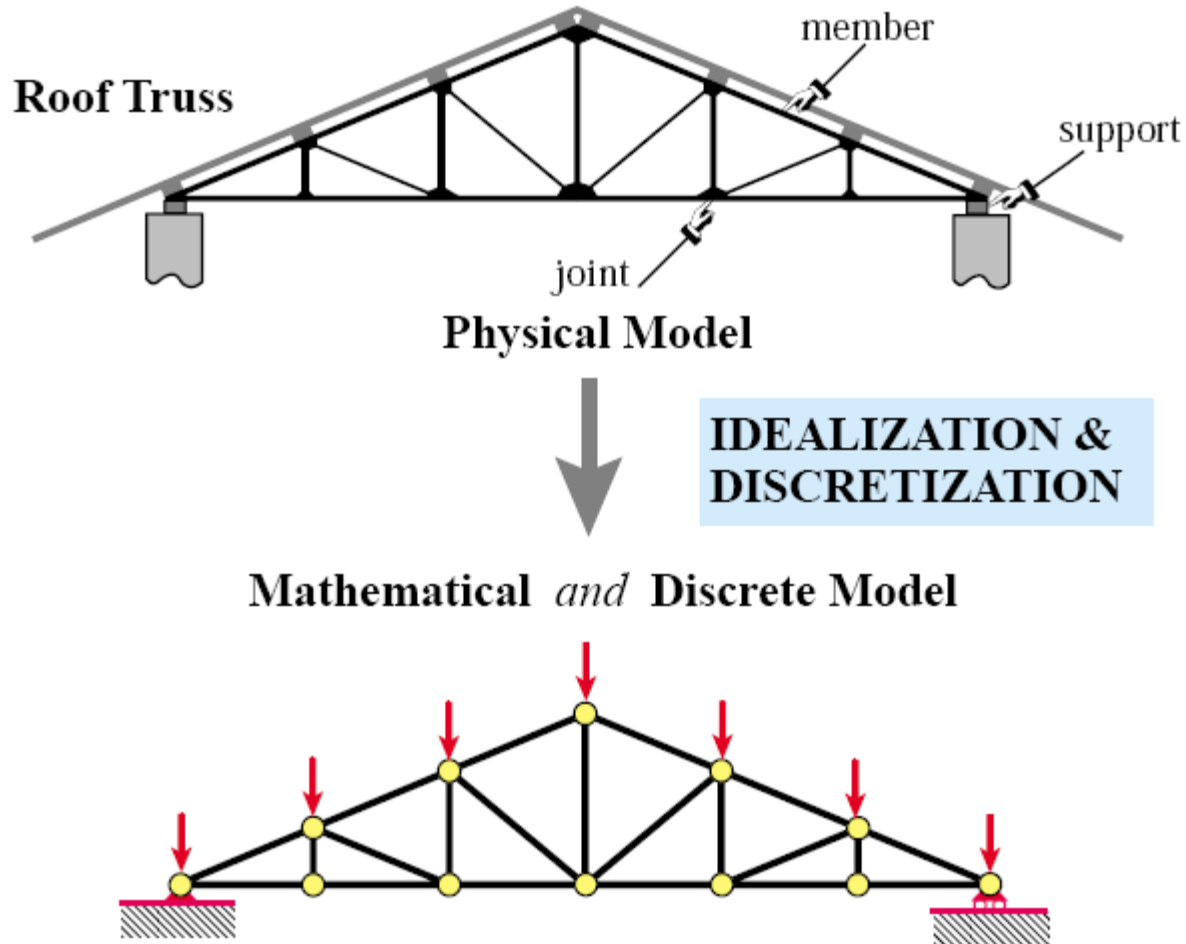 member
Roof Truss
support
joint
Physical Model
IDEALIZATION &
DISCRETIZATION
Mathematical and Discrete Model